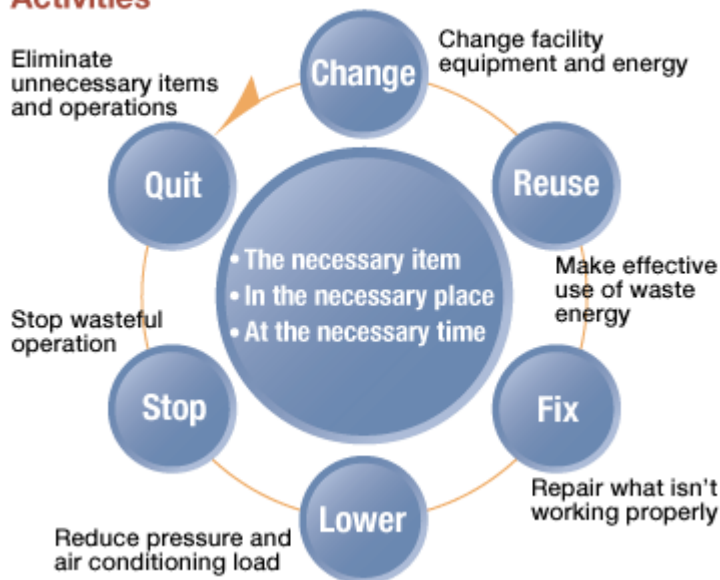 Activities
Change
Change facility
equipment and energy
Eliminate
unnecessary items
and operations
Quit
Reuse
• The necessary item
• In the necessary place
• At the necessary time
Make effective
use of waste
energy
Stop wasteful
operation
Stop
Fix
Repair what isn't
working properly
Lower
Reduce pressure and
air conditioning load